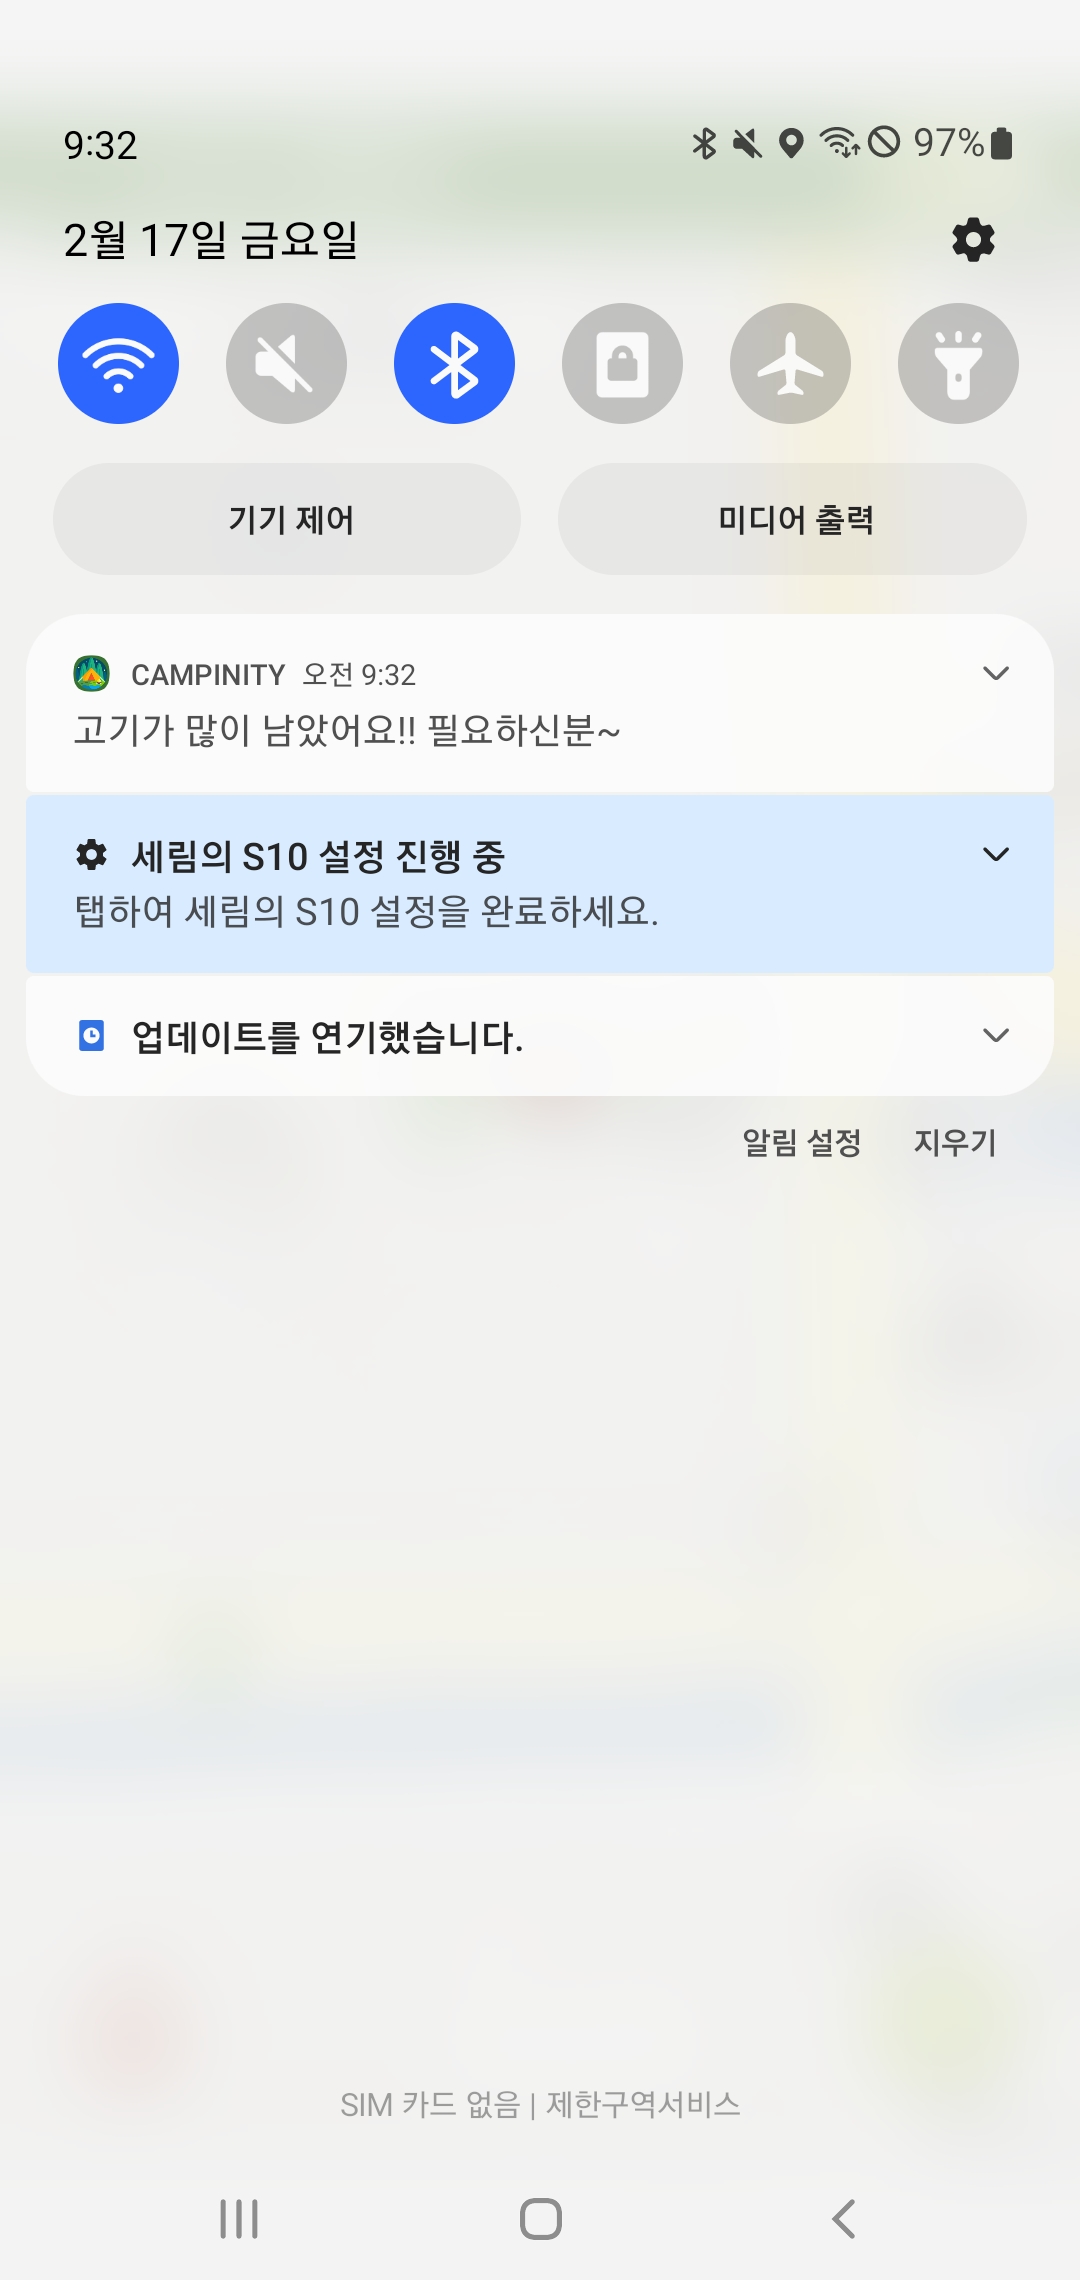 9:32
97%
2월 17일 금요일
기기 제어
미디어 출력
CAMPINITY 오전 9:32
고기가 많이 남았어요!! 필요하신분~
세림의 S10 설정 진행 중
탭하여 세림의 S10 설정을 완료하세요.
업데이트를 연기했습니다.
알림 설정
지우기
SIM 카드 없음 | 제한구역서비스